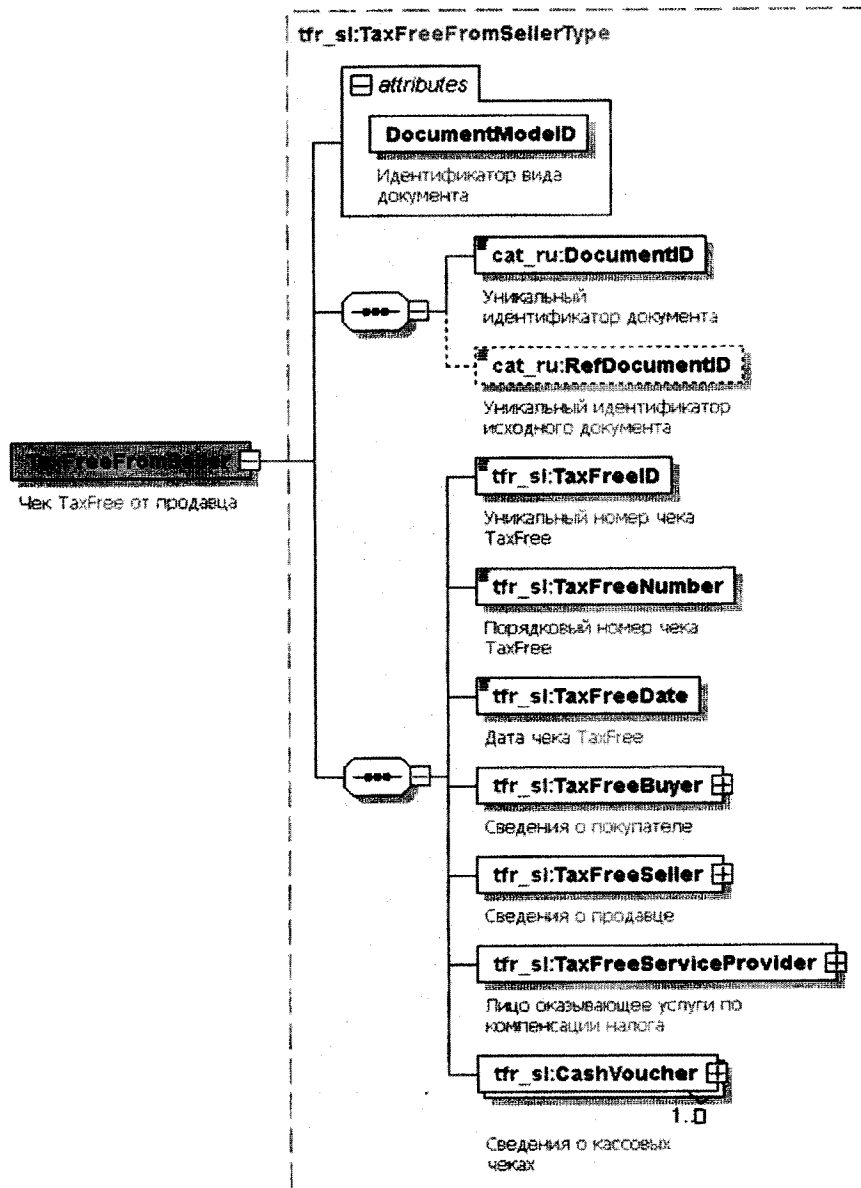 tfr_sl:TaxFreeFromSellerType
attributes
DocumentModeID
Идентификатор вида
документа
cat_ru:DocumentID
Уникальный
идентификатор документа
cat_ru:RefDocumentID
Уникальный идентификатор
исходного документа
TaxFreeFromSeller
Чек TaxFree от продавца
tfr_sl:TaxFreeID
Уникальный номер чека
TaxFree
tfr_sl:TaxFreeNumber
Порядковый номер чека
TaxFree
tfr_sl:TaxFreeDate
Дата чека TaxFree
tfr_sl:TaxFreeBuyer
Сведения о покупателе
tfr_sl:TaxFreeSeller
Сведения о продавце
tfr_sl:TaxFreeServiceProvider
Лицо оказывающее услуги по
компенсации налога
tfr_sl:CashVoucher
Сведения о кассовых
чеках